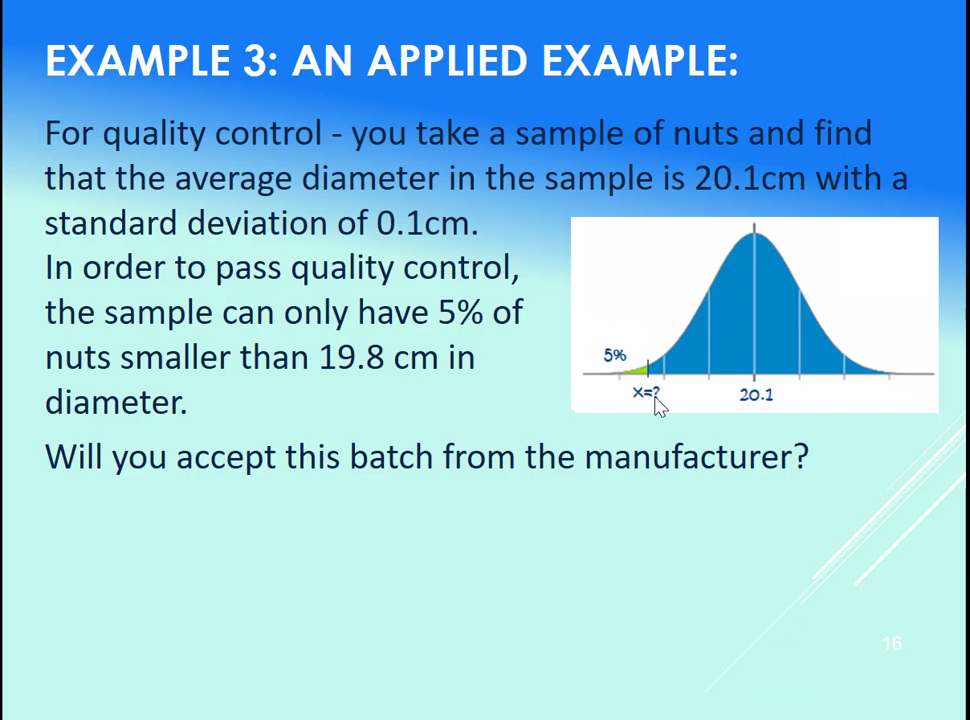 EXAMPLE 3: AN APPLIED EXAMPLE:
For quality control - you take a sample of nuts and find
that the average diameter in the sample is 20.1cm with a
standard deviation of 0.1cm.
In order to pass quality control,
the sample can only have 5% of
nuts smaller than 19.8 cm in
diameter.
5%
x=?
20.1
Will you accept this batch from the manufacturer?
16